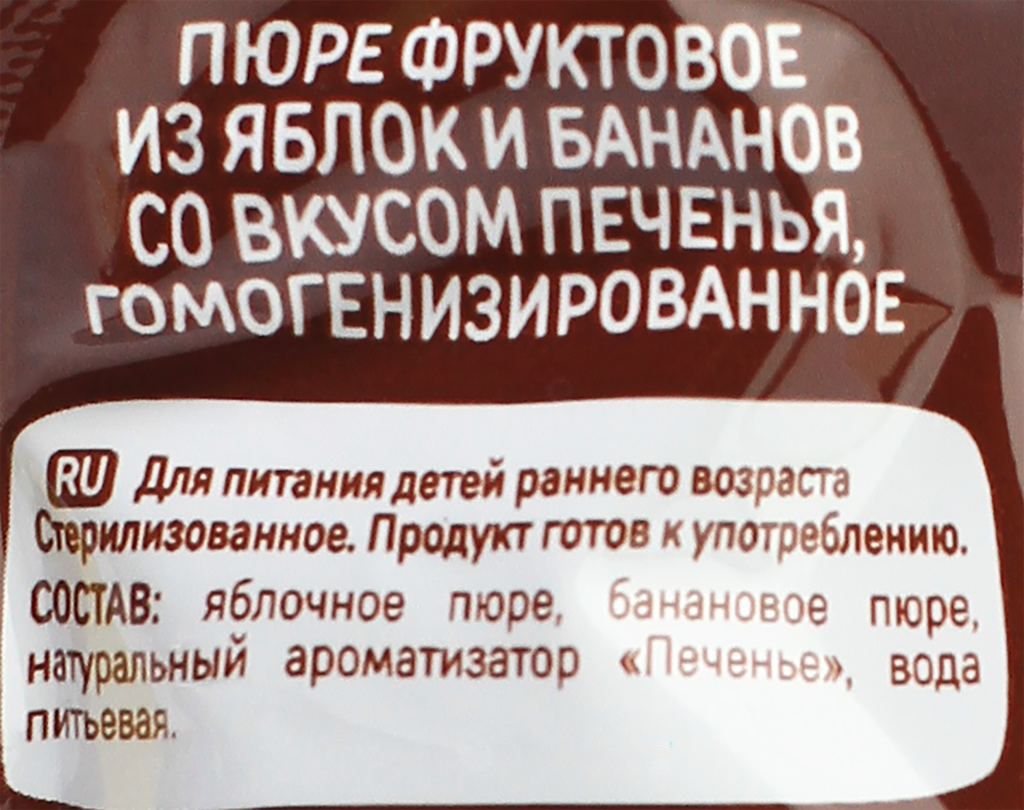 ПЮРЕ ФРУКТОВОЕ
ИЗ ЯБЛОК И БАНАНОВ
СО ВКУСОМ ПЕЧЕНЬЯ,
ГОМОГЕНИЗИРОВАННОЕ
RU Для питания детей раннего возраста
Стерилизованное. Продукт готов к употреблению.
СОСТАВ: яблочное пюре, банановое пюре,
натуральный ароматизатор «Печенье», вода
питьевая.